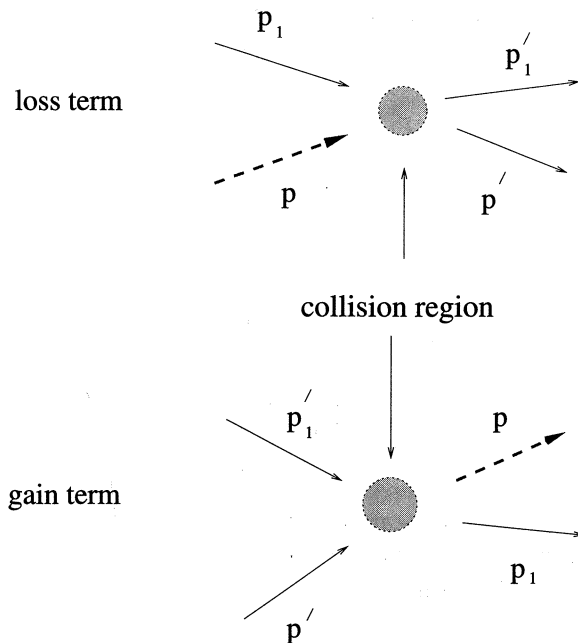 p₁
p₁′
loss term
p
p′
collision region
p₁′
p
gain term
p₁
p′